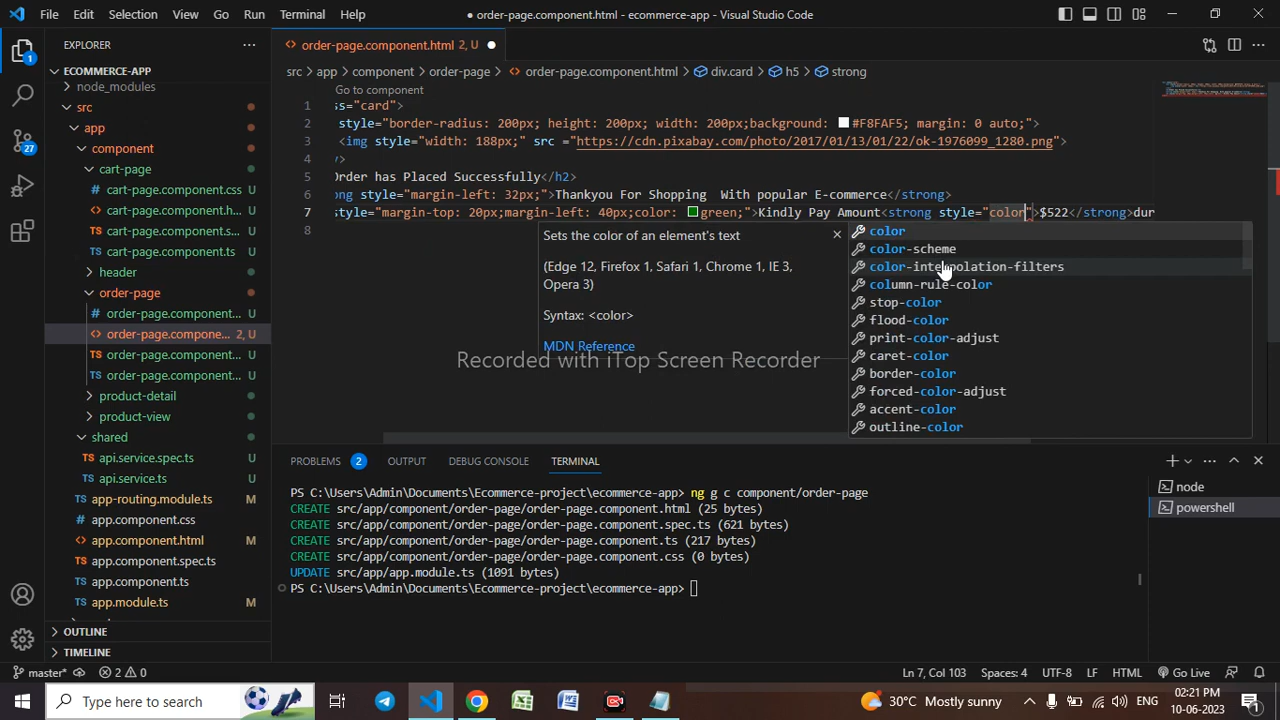 File Edit Selection View Go Run Terminal Help
● order-page.component.html - ecommerce-app - Visual Studio Code
EXPLORER
order-page.component.html 2, U
ECOMMERCE-APP
src > app > component > order-page > order-page.component.html > div.card > h5 > strong
node_modules
src
app
component
cart-page
cart-page.component.css U
cart-page.component.h... U
cart-page.component.s... U
cart-page.component.ts U
header
order-page
order-page.component.... U
order-page.compone... 2, U
order-page.component.... U
order-page.component.... U
product-detail
product-view
shared
api.service.spec.ts U
api.service.ts U
app-routing.module.ts M
app.component.css
app.component.html M
app.component.spec.ts
app.component.ts
app.module.ts M
OUTLINE
TIMELINE
Go to component
1 ss="card">
2 style="border-radius: 200px; height: 200px; width: 200px;background: #F8FAF5; margin: 0 auto;">
3 <img style="width: 188px;" src ="https://cdn.pixabay.com/photo/2017/01/13/01/22/ok-1976099_1280.png">
4 />
5 Order has Placed Successfully</h2>
6 ong style="margin-left: 32px;">Thankyou For Shopping  With popular E-commerce</strong>
7 style="margin-top: 20px;margin-left: 40px;color: green;">Kindly Pay Amount<strong style="color">$522</strong>dur
8
Sets the color of an element's text
(Edge 12, Firefox 1, Safari 1, Chrome 1, IE 3,
Opera 3)
Syntax: <color>
MDN Reference
color
color-scheme
color-interpolation-filters
column-rule-color
stop-color
flood-color
print-color-adjust
caret-color
border-color
forced-color-adjust
accent-color
outline-color
Recorded with iTop Screen Recorder
PROBLEMS 2 OUTPUT DEBUG CONSOLE TERMINAL
PS C:\Users\Admin\Documents\Ecommerce-project\ecommerce-app> ng g c component/order-page
CREATE src/app/component/order-page/order-page.component.html (25 bytes)
CREATE src/app/component/order-page/order-page.component.spec.ts (621 bytes)
CREATE src/app/component/order-page/order-page.component.ts (217 bytes)
CREATE src/app/component/order-page/order-page.component.css (0 bytes)
UPDATE src/app/app.module.ts (1091 bytes)
PS C:\Users\Admin\Documents\Ecommerce-project\ecommerce-app>
node
powershell
1
27
master* 2 0
Ln 7, Col 103 Spaces: 4 UTF-8 LF HTML Go Live
Type here to search
30°C Mostly sunny
ENG
02:21 PM
10-06-2023
1